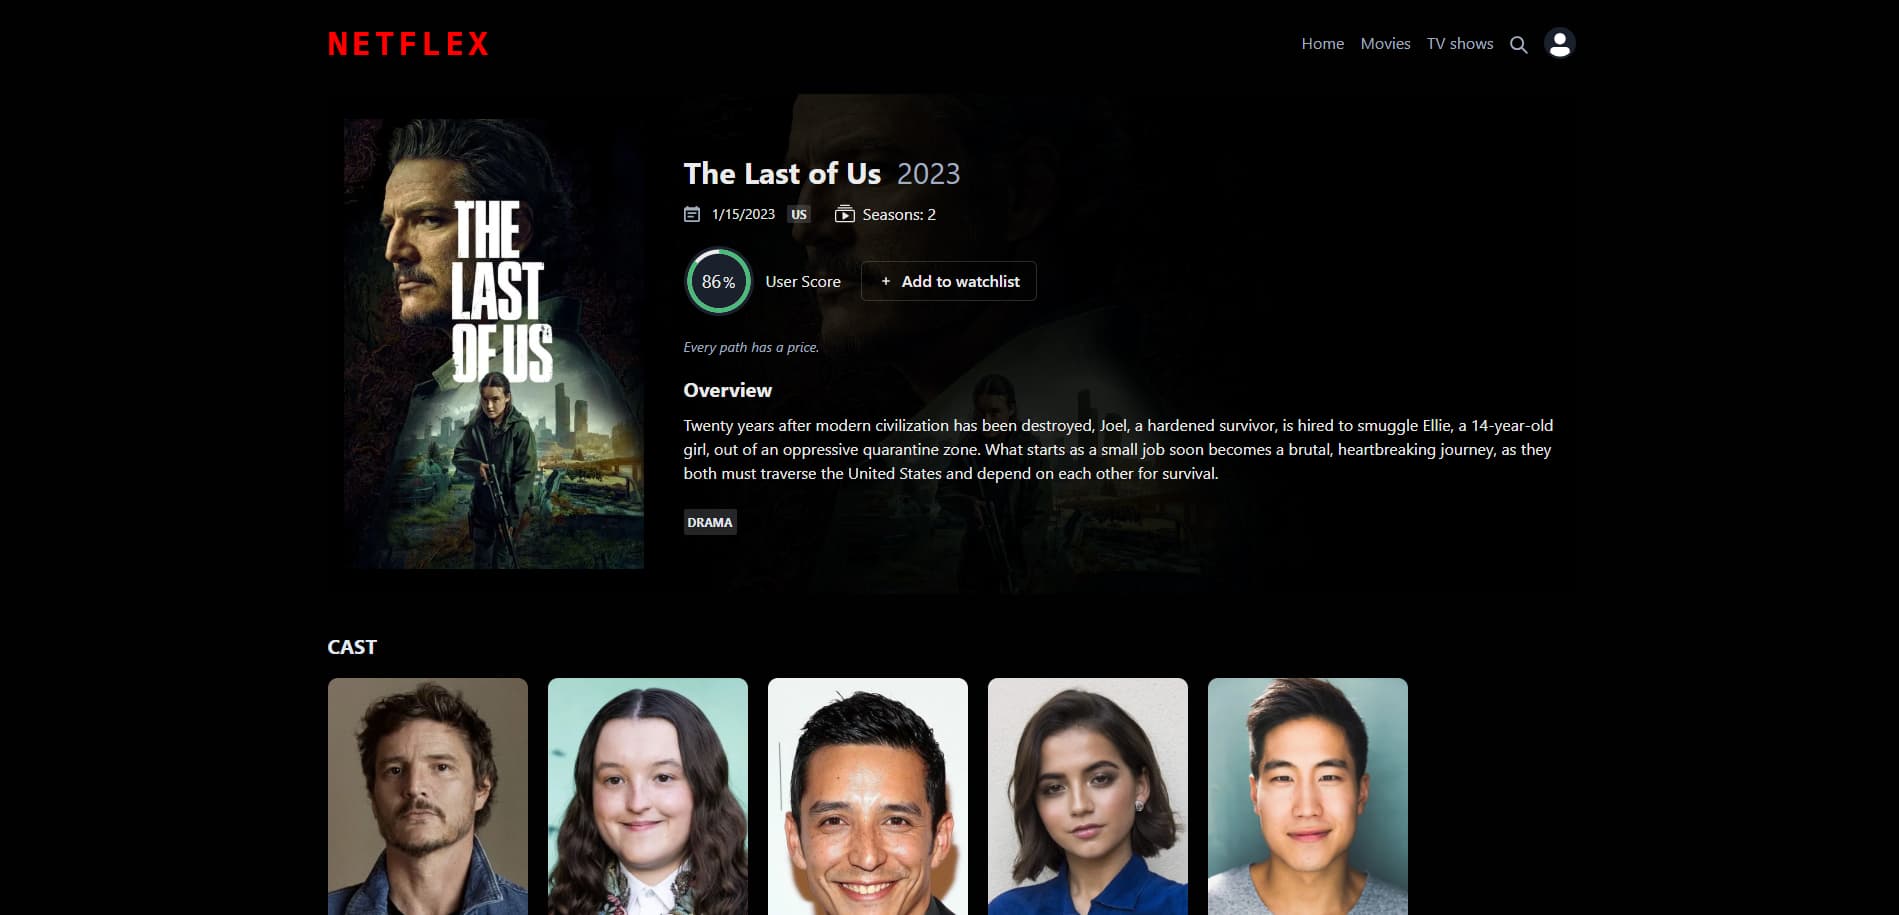 NETFLEX
Home Movies TV shows
THE
LAST
OF US
The Last of Us 2023
1/15/2023 US Seasons: 2
86% User Score + Add to watchlist
Every path has a price.
Overview
Twenty years after modern civilization has been destroyed, Joel, a hardened survivor, is hired to smuggle Ellie, a 14-year-old
girl, out of an oppressive quarantine zone. What starts as a small job soon becomes a brutal, heartbreaking journey, as they
both must traverse the United States and depend on each other for survival.
DRAMA
CAST